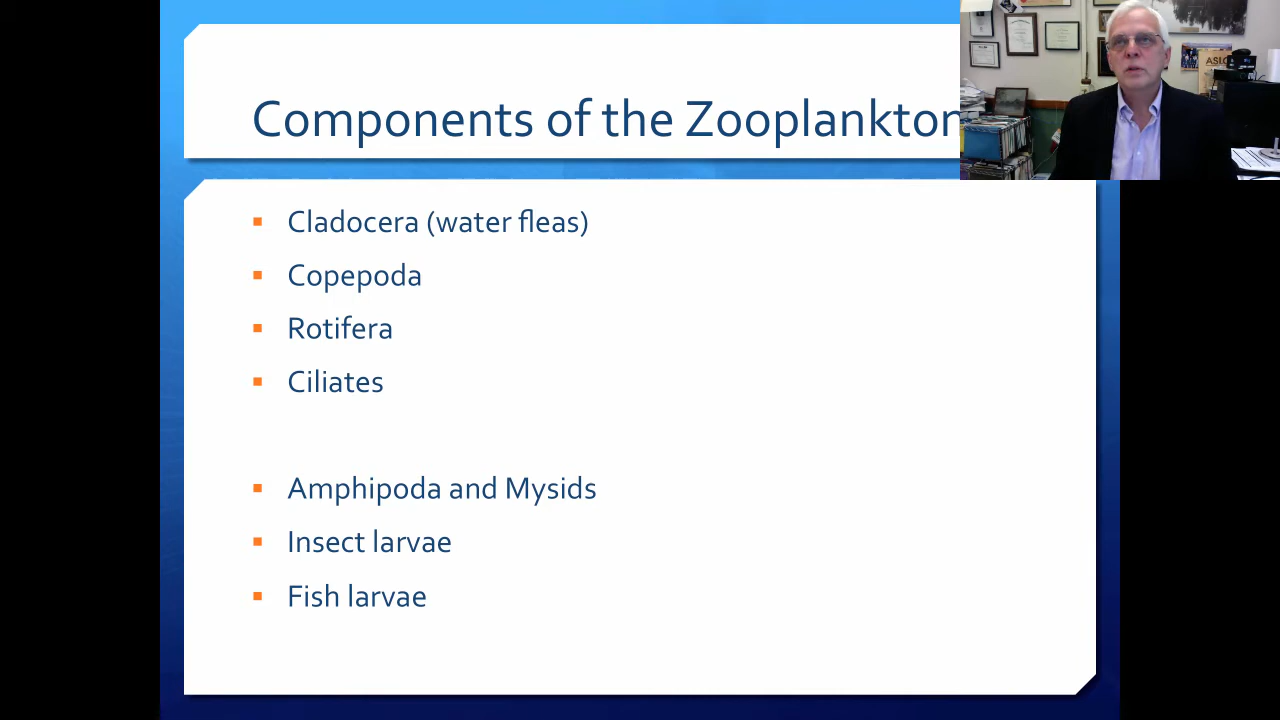 Components of the Zooplankton
Cladocera (water fleas)
Copepoda
Rotifera
Ciliates
Amphipoda and Mysids
Insect larvae
Fish larvae